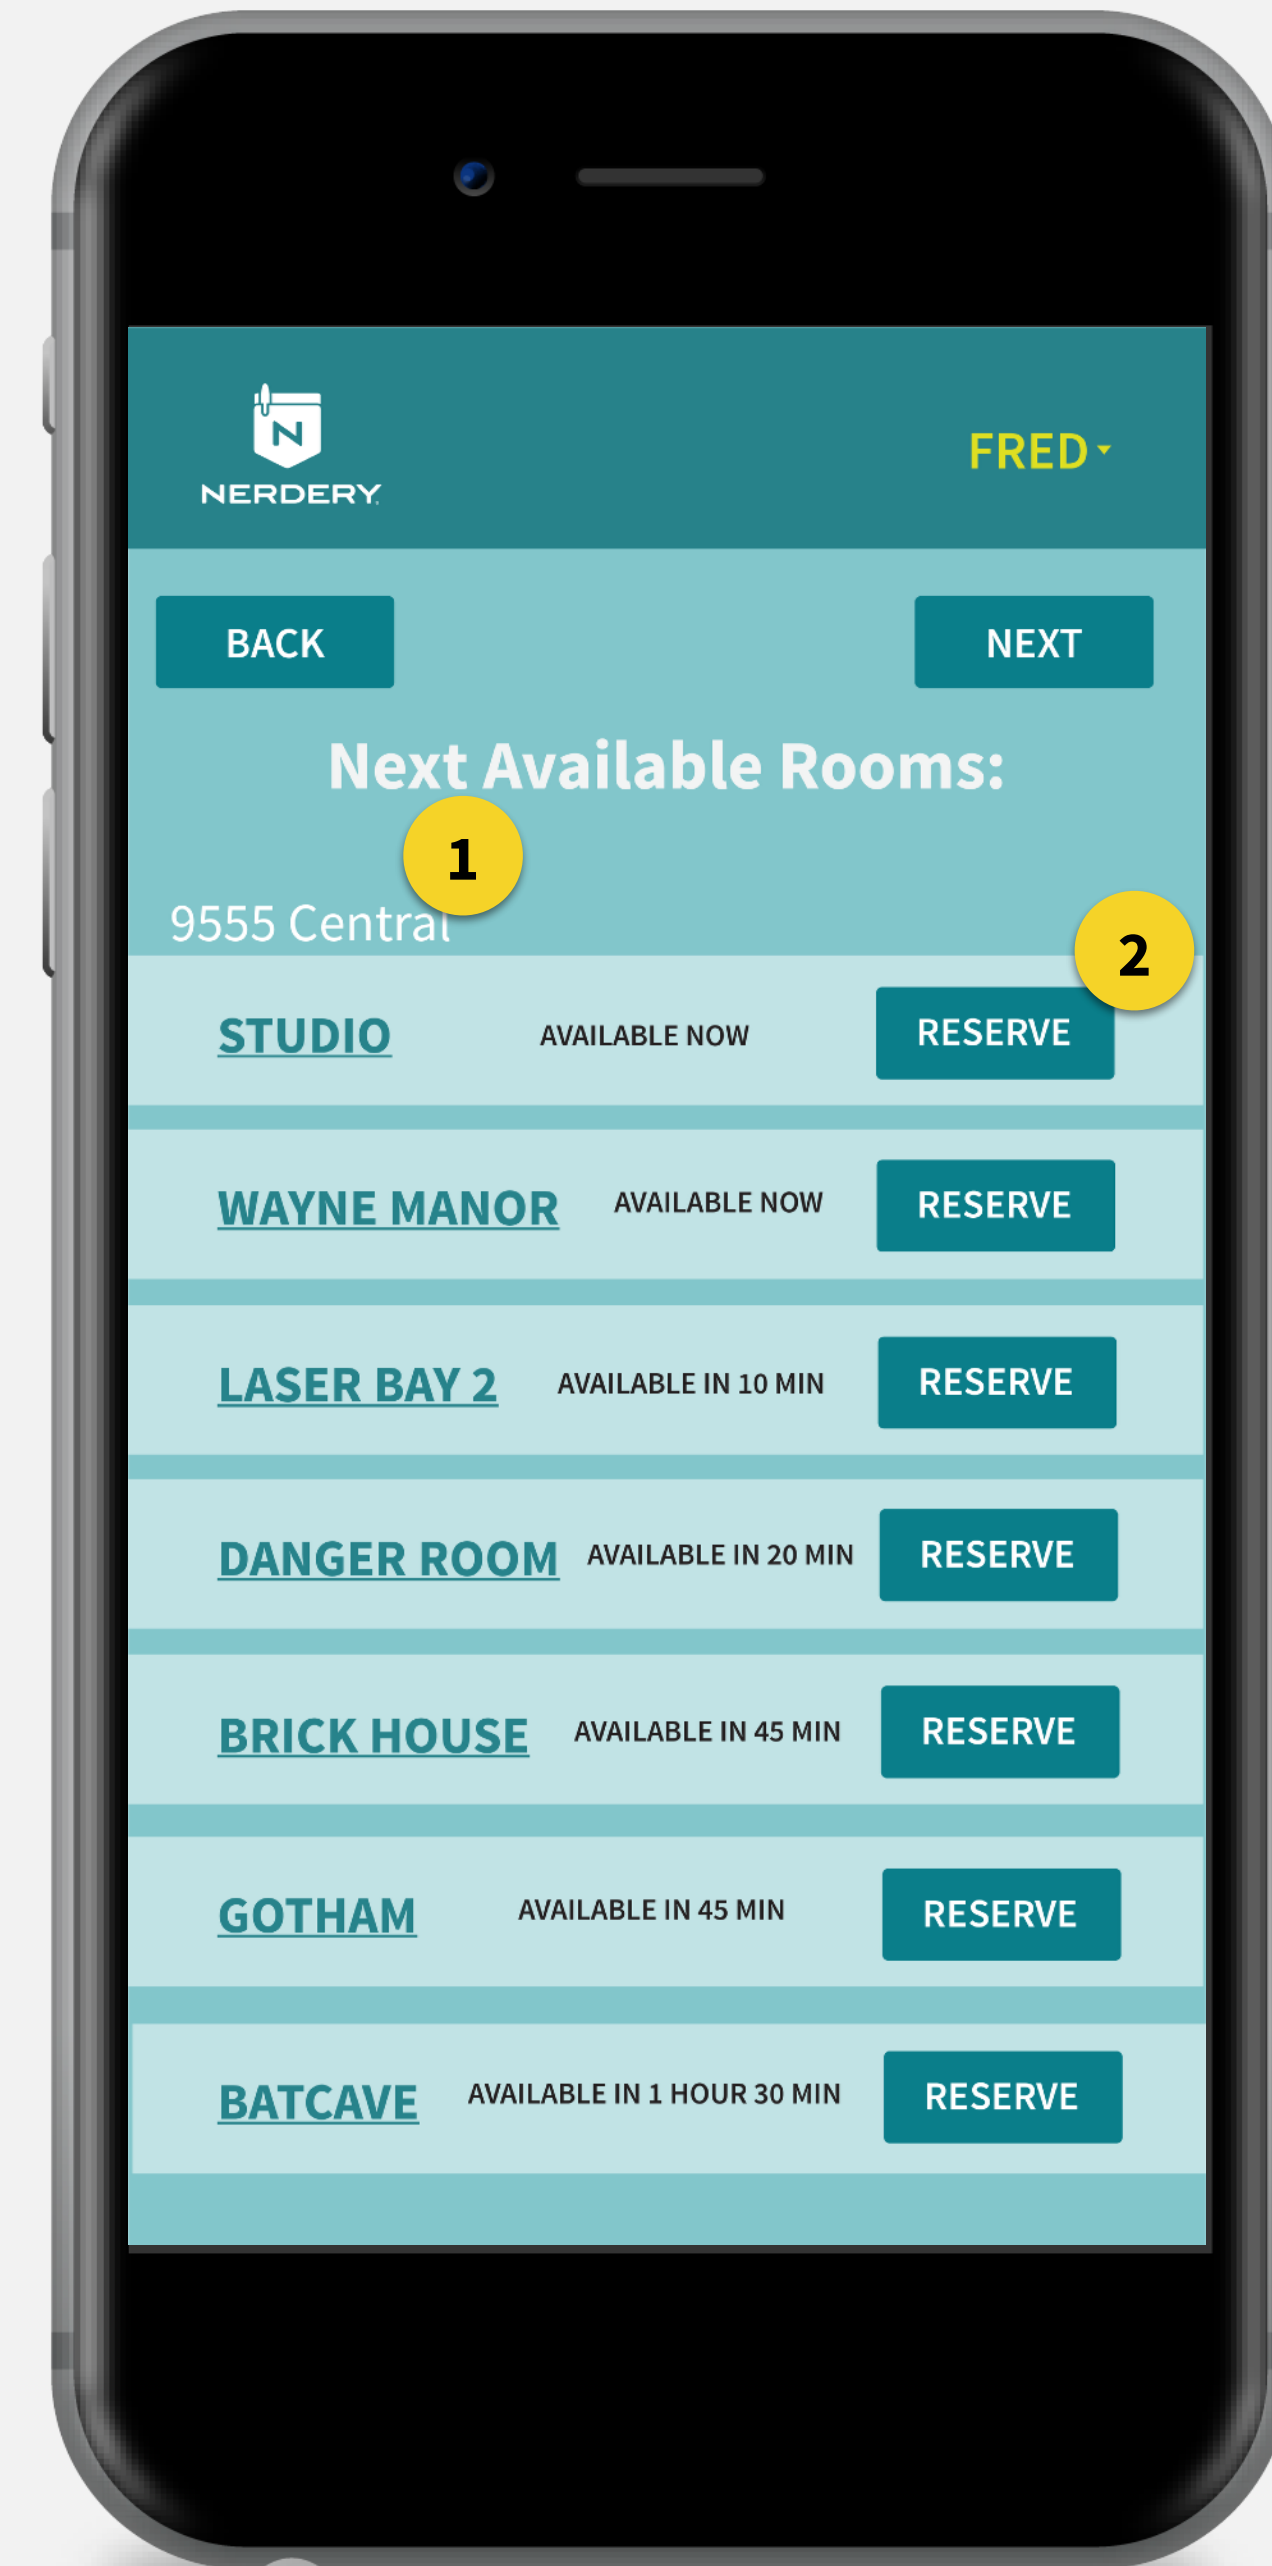 N
NERDERY
FRED
BACK
NEXT
Next Available Rooms:
1
9555 Central
2
STUDIO AVAILABLE NOW RESERVE
WAYNE MANOR AVAILABLE NOW RESERVE
LASER BAY 2 AVAILABLE IN 10 MIN RESERVE
DANGER ROOM AVAILABLE IN 20 MIN RESERVE
BRICK HOUSE AVAILABLE IN 45 MIN RESERVE
GOTHAM AVAILABLE IN 45 MIN RESERVE
BATCAVE AVAILABLE IN 1 HOUR 30 MIN RESERVE